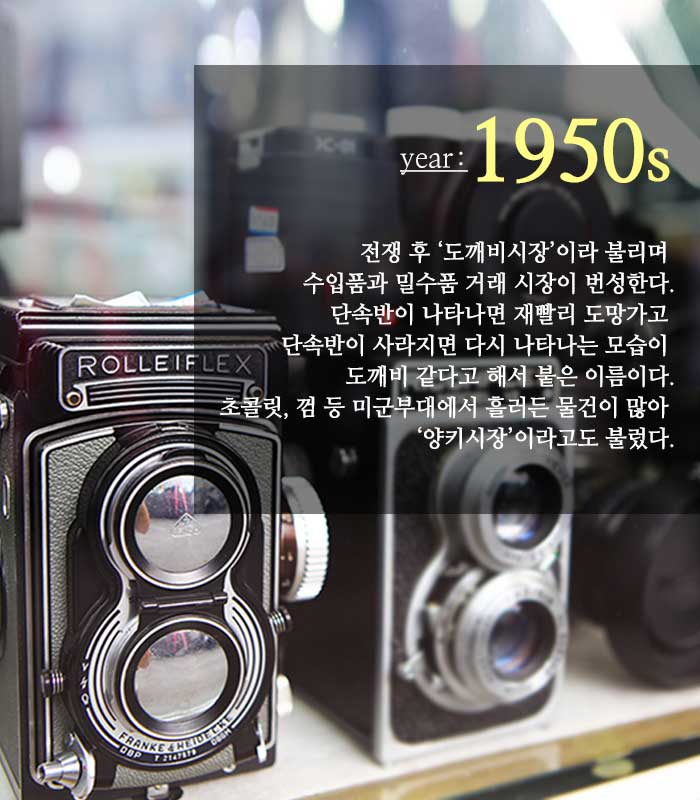 year: 1950s
전쟁 후 ‘도깨비시장’이라 불리며
수입품과 밀수품 거래 시장이 번성한다.
단속반이 나타나면 재빨리 도망가고
단속반이 사라지면 다시 나타나는 모습이
도깨비 같다고 해서 붙은 이름이다.
초콜릿, 껌 등 미군부대에서 흘러든 물건이 많아
‘양키시장’이라고도 불렀다.
ROLLEIFLEX
FRANKE & HEIDECKE
DBP
DBGM